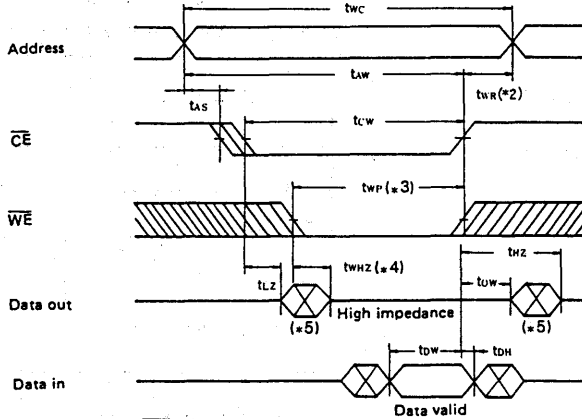 tWC
Address
tAW
tWR(*2)
tAS
tCW
CE
tWP (*3)
WE
tHZ
tLZ
tWHZ(*4)
tOW
Data out
(*5)
High impedance
(*5)
tDW
tDH
Data in
Data valid